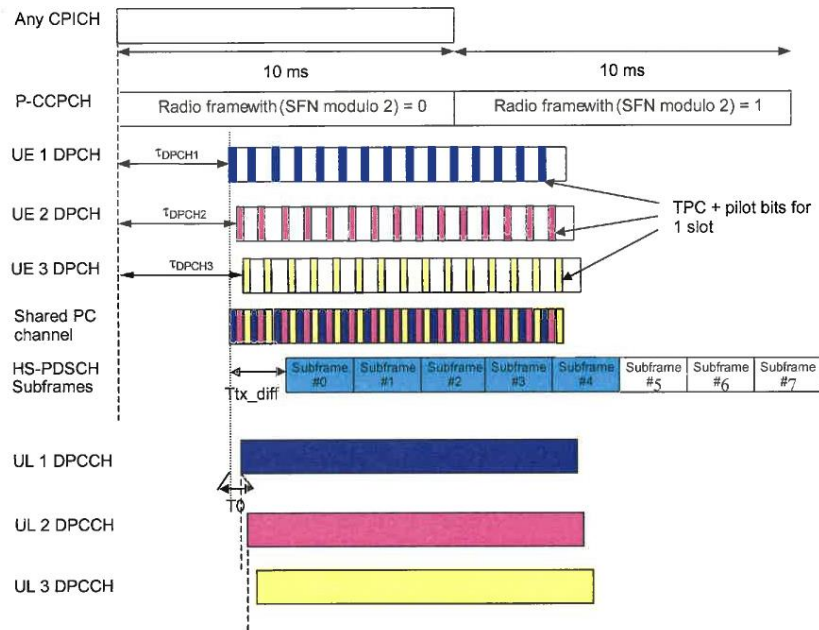 Any CPICH
10 ms
10 ms
P-CCPCH
Radio framewith (SFN modulo 2) = 0
Radio framewith (SFN modulo 2) = 1
UE 1 DPCH
τDPCH1
UE 2 DPCH
τDPCH2
TPC + pilot bits for
1 slot
UE 3 DPCH
τDPCH3
Shared PC
channel
HS-PDSCH
Subframes
Ttx_diff
Subframe
#0
Subframe
#1
Subframe
#2
Subframe
#3
Subframe
#4
Subframe
#5
Subframe
#6
Subframe
#7
UL 1 DPCCH
T0
UL 2 DPCCH
UL 3 DPCCH